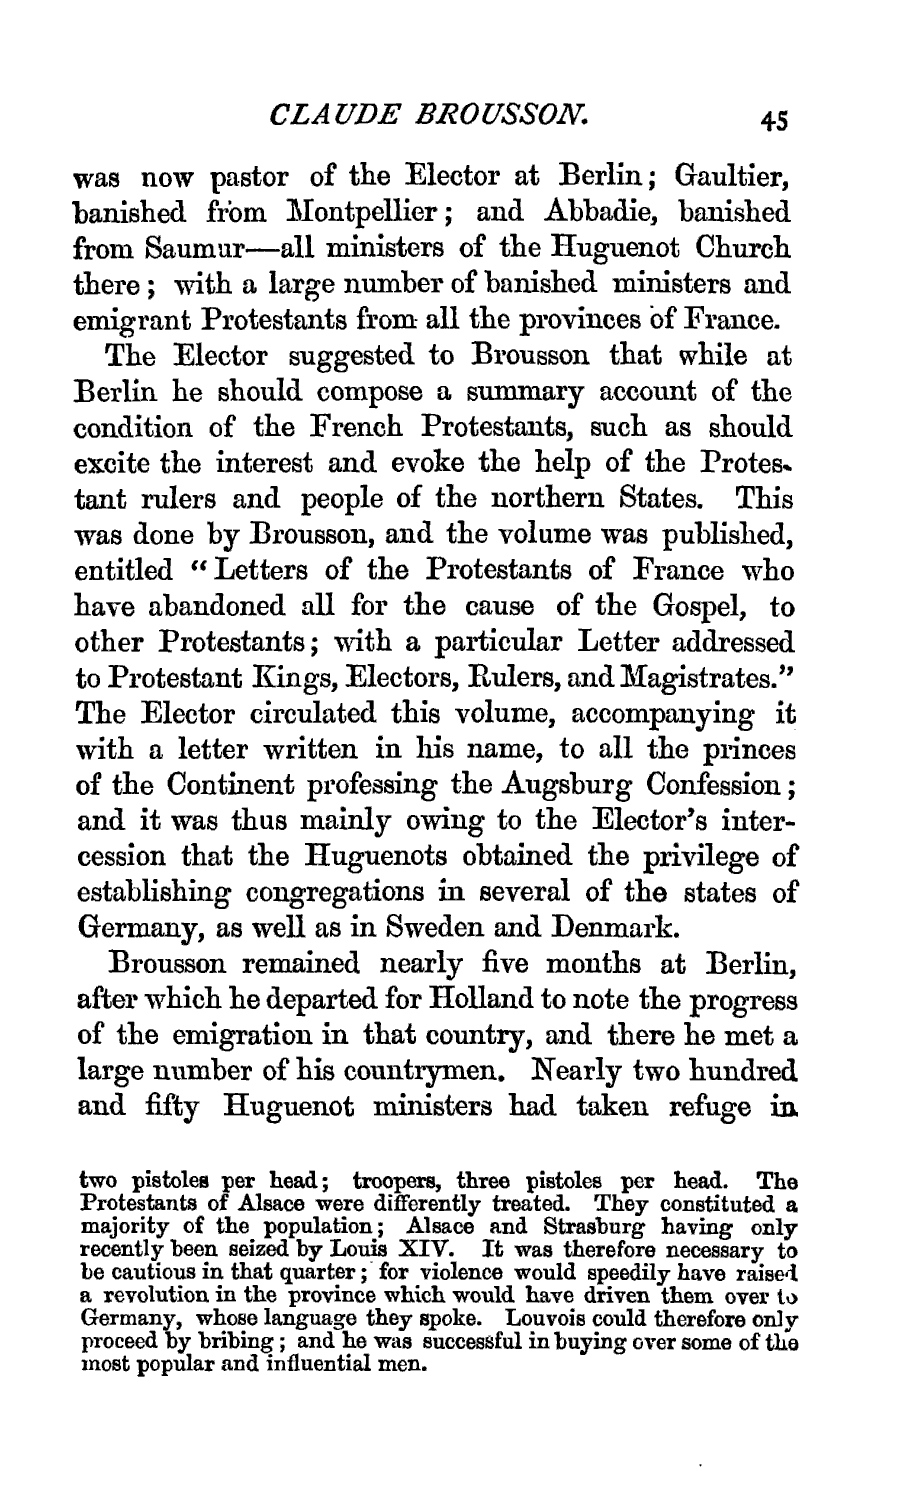 CLAUDE BROUSSON. 45
was now pastor of the Elector at Berlin; Gaultier,
banished from Montpellier; and Abbadie, banished
from Saumur—all ministers of the Huguenot Church
there; with a large number of banished ministers and
emigrant Protestants from all the provinces of France.
The Elector suggested to Brousson that while at
Berlin he should compose a summary account of the
condition of the French Protestants, such as should
excite the interest and evoke the help of the Protes-
tant rulers and people of the northern States. This
was done by Brousson, and the volume was published,
entitled "Letters of the Protestants of France who
have abandoned all for the cause of the Gospel, to
other Protestants; with a particular Letter addressed
to Protestant Kings, Electors, Rulers, and Magistrates."
The Elector circulated this volume, accompanying it
with a letter written in his name, to all the princes
of the Continent professing the Augsburg Confession;
and it was thus mainly owing to the Elector's inter-
cession that the Huguenots obtained the privilege of
establishing congregations in several of the states of
Germany, as well as in Sweden and Denmark.
Brousson remained nearly five months at Berlin,
after which he departed for Holland to note the progress
of the emigration in that country, and there he met a
large number of his countrymen. Nearly two hundred
and fifty Huguenot ministers had taken refuge in
two pistoles per head; troopers, three pistoles per head. The
Protestants of Alsace were differently treated. They constituted a
majority of the population; Alsace and Strasburg having only
recently been seized by Louis XIV. It was therefore necessary to
be cautious in that quarter; for violence would speedily have raised
a revolution in the province which would have driven them over to
Germany, whose language they spoke. Louvois could therefore only
proceed by bribing; and he was successful in buying over some of the
most popular and influential men.